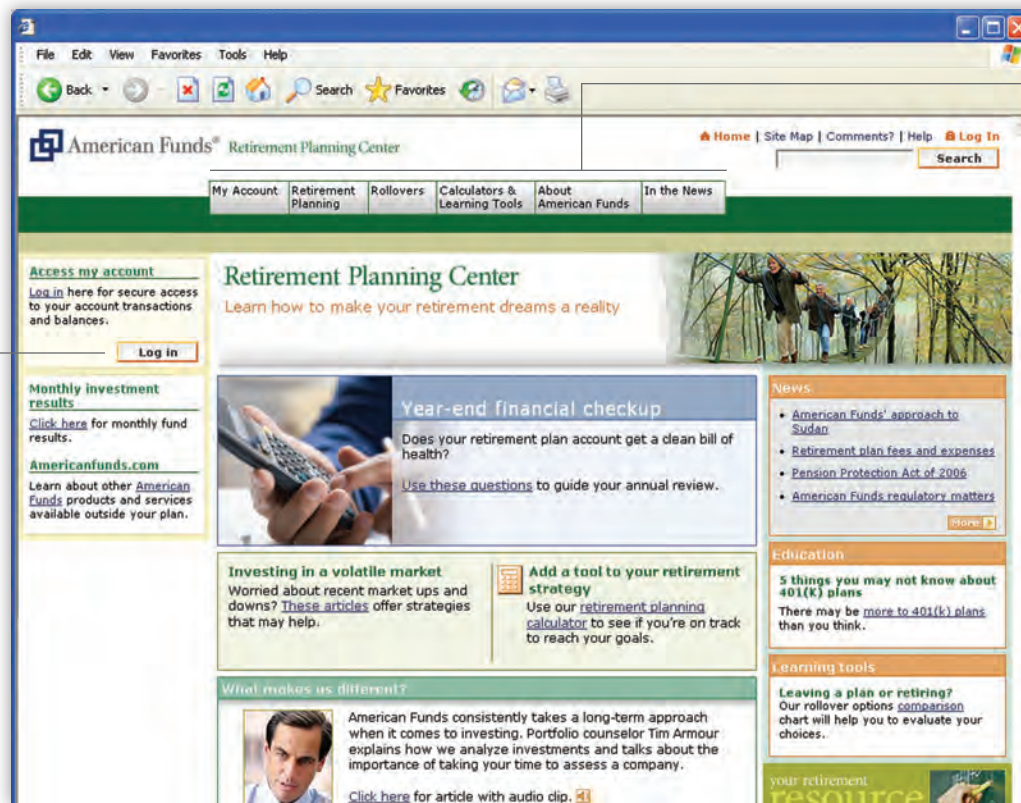 File Edit View Favorites Tools Help
Back Search Favorites
American Funds® Retirement Planning Center
Home | Site Map | Comments? | Help Log In
Search
My Account
Retirement
Planning
Rollovers
Calculators &
Learning Tools
About
American Funds
In the News
Access my account
Log in here for secure access
to your account transactions
and balances.
Log in
Monthly investment
results
Click here for monthly fund
results.
Americanfunds.com
Learn about other American
Funds products and services
available outside your plan.
Retirement Planning Center
Learn how to make your retirement dreams a reality
Year-end financial checkup
Does your retirement plan account get a clean bill of
health?
Use these questions to guide your annual review.
Investing in a volatile market
Worried about recent market ups and
downs? These articles offer strategies
that may help.
Add a tool to your retirement
strategy
Use our retirement planning
calculator to see if you're on track
to reach your goals.
What makes us different?
American Funds consistently takes a long-term approach
when it comes to investing. Portfolio counselor Tim Armour
explains how we analyze investments and talks about the
importance of taking your time to assess a company.
Click here for article with audio clip.
News
American Funds' approach to
Sudan
Retirement plan fees and expenses
Pension Protection Act of 2006
American Funds regulatory matters
More
Education
5 things you may not know about
401(k) plans
There may be more to 401(k) plans
than you think.
Learning tools
Leaving a plan or retiring?
Our rollover options comparison
chart will help you to evaluate your
choices.
your retirement
resource